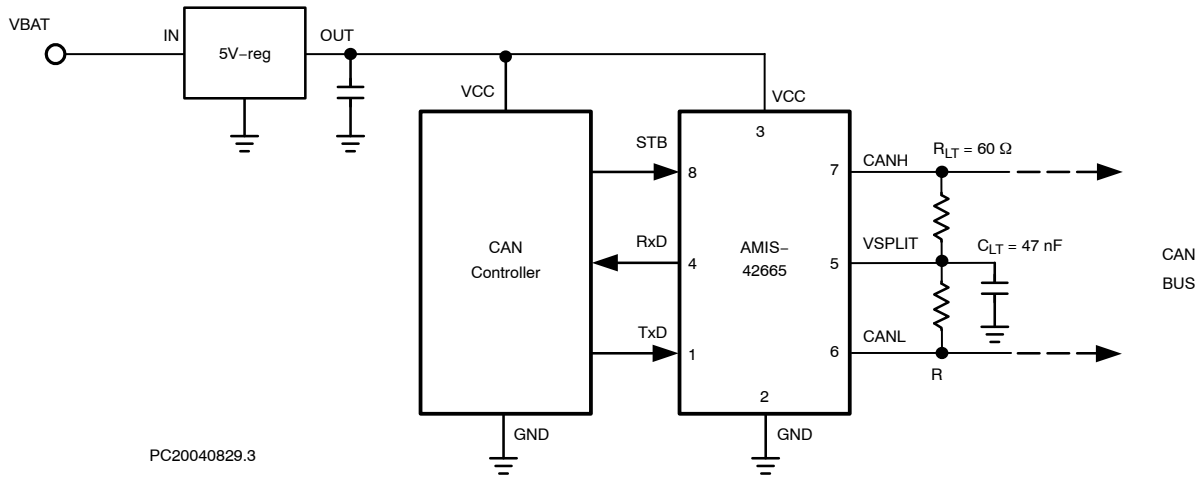 VBAT
IN
5V−reg
OUT
VCC
VCC
3
STB
8
7
CANH
R_LT = 60 Ω
CAN
Controller
RxD
4
AMIS−
42665
5
VSPLIT
C_LT = 47 nF
CAN
BUS
TxD
1
6
CANL
R
2
GND
GND
PC20040829.3